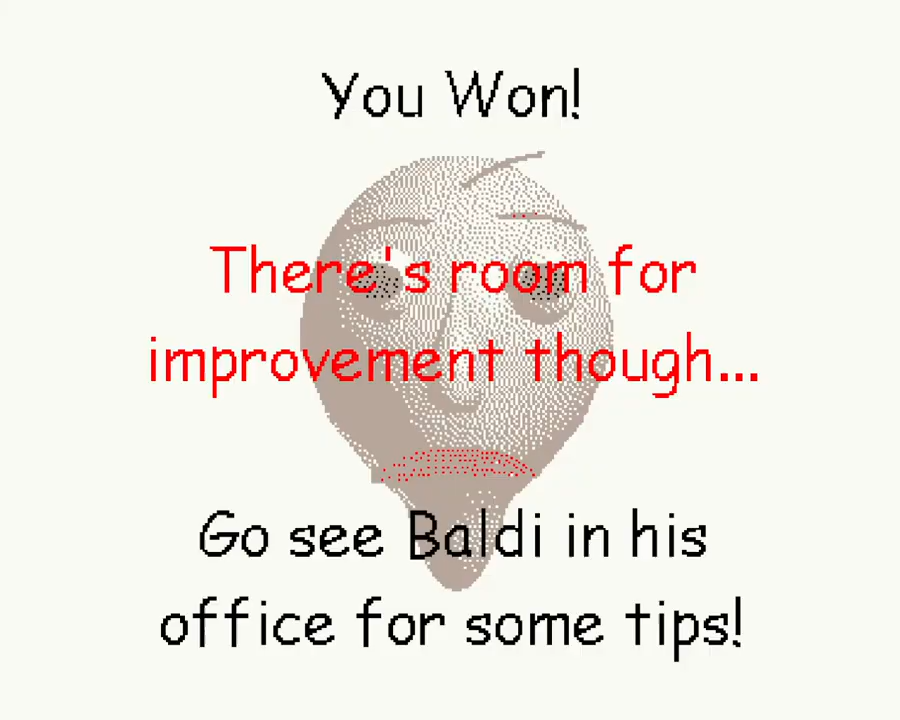 You Won!
There's room for
improvement though...
Go see Baldi in his
office for some tips!